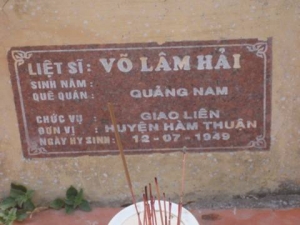 LIỆT SĨ: VÕ LÂM HẢI
SINH NĂM:
QUÊ QUÁN: QUẢNG NAM
CHỨC VỤ : GIAO LIÊN
ĐƠN VỊ : HUYỆN HÀM THUẬN
NGÀY HY SINH: 12-07-1949